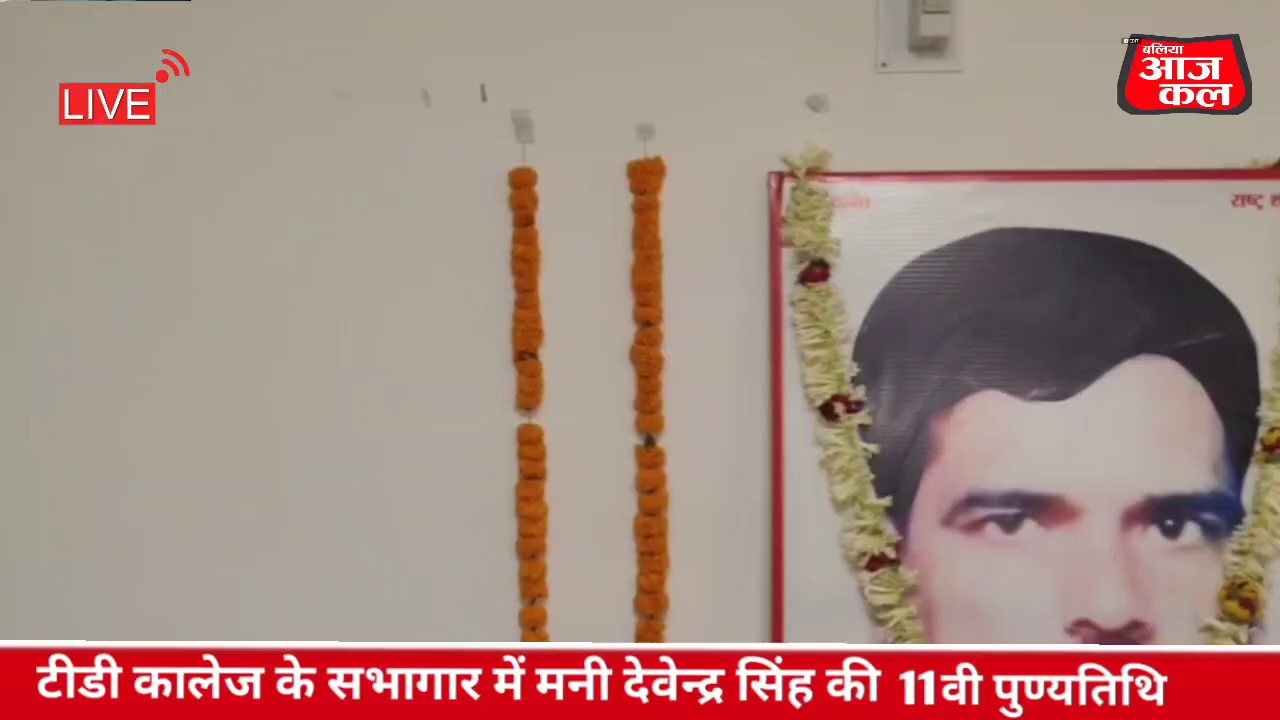 LIVE
बलिया
आज
कल
राष्ट्र
टीडी कालेज के सभागार में मनी देवेन्द्र सिंह की 11वी पुण्यतिथि